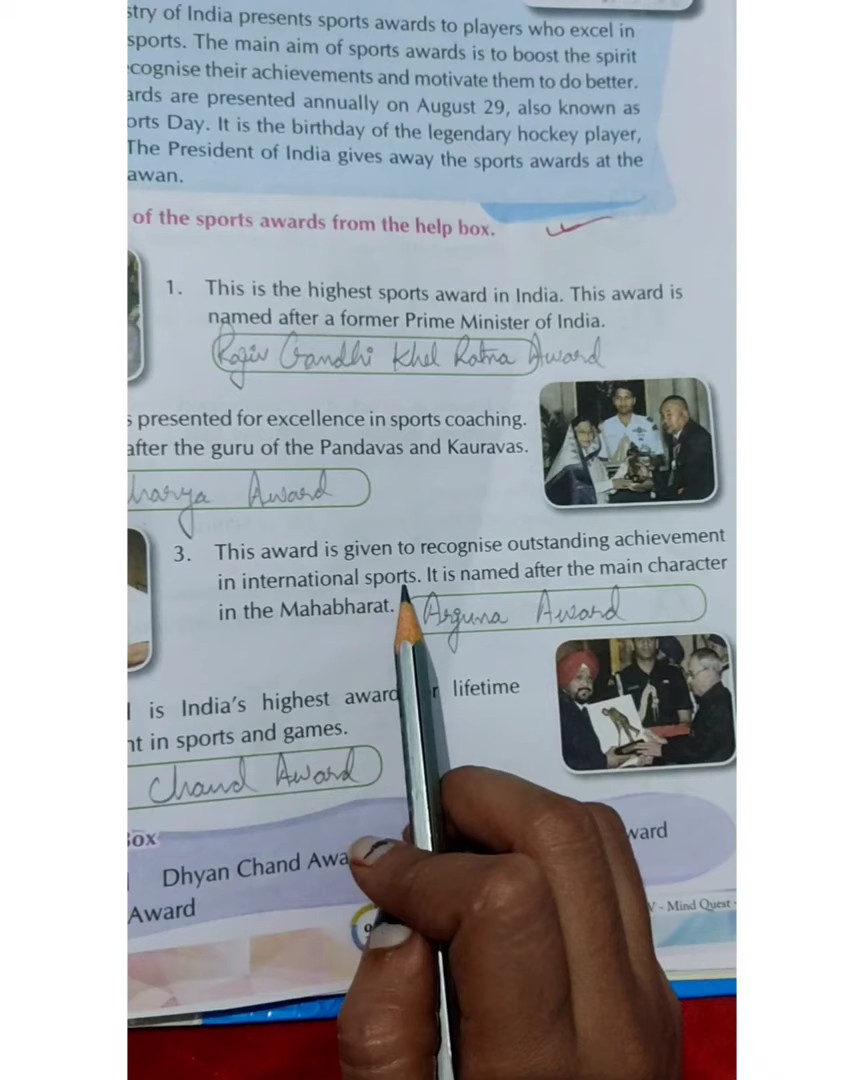 stry of India presents sports awards to players who excel in
sports. The main aim of sports awards is to boost the spirit
cognise their achievements and motivate them to do better.
ards are presented annually on August 29, also known as
orts Day. It is the birthday of the legendary hockey player,
The President of India gives away the sports awards at the
awan.
of the sports awards from the help box.
1. This is the highest sports award in India. This award is
named after a former Prime Minister of India.
Rajiv Gandhi Khel Ratna Award
s presented for excellence in sports coaching.
after the guru of the Pandavas and Kauravas.
harya Award
3. This award is given to recognise outstanding achievement
in international sports. It is named after the main character
in the Mahabharat. Arguna Award
is India's highest award r lifetime
nt in sports and games.
Chand Award
Box
Dhyan Chand Awa ward
Award
V - Mind Quest -
9